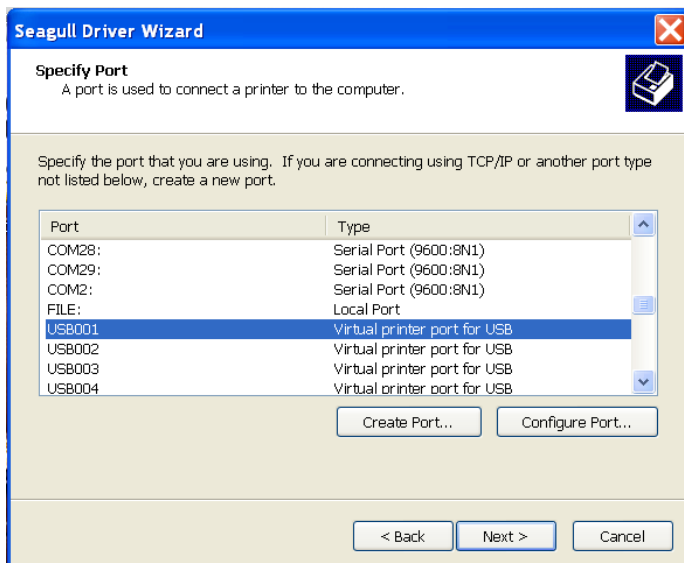 Seagull Driver Wizard
Specify Port
A port is used to connect a printer to the computer.
Specify the port that you are using. If you are connecting using TCP/IP or another port type
not listed below, create a new port.
Port Type
COM28: Serial Port (9600:8N1)
COM29: Serial Port (9600:8N1)
COM2: Serial Port (9600:8N1)
FILE: Local Port
USB001 Virtual printer port for USB
USB002 Virtual printer port for USB
USB003 Virtual printer port for USB
USB004 Virtual printer port for USB
Create Port... Configure Port...
< Back Next > Cancel